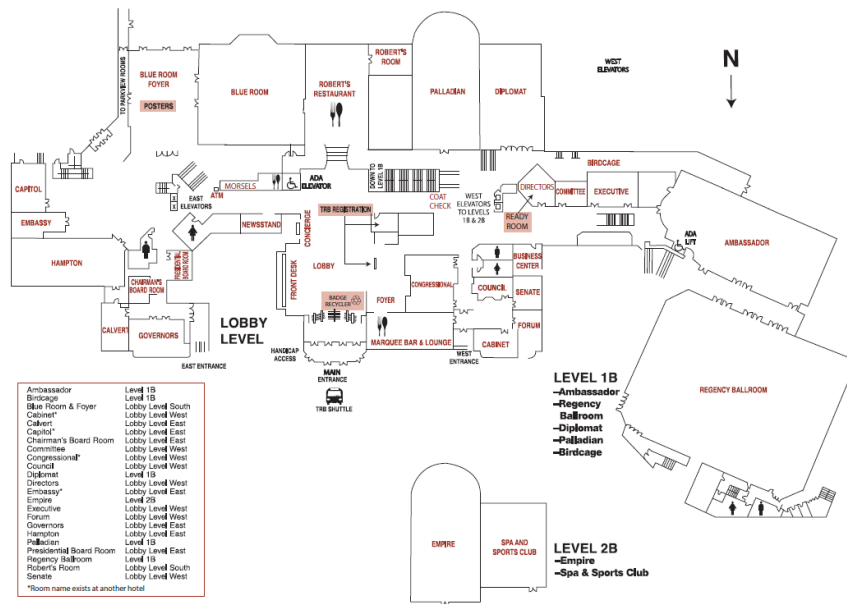 TO PARKVIEW ROOMS
BLUE ROOM
FOYER
POSTERS
BLUE ROOM
ROBERT'S
RESTAURANT
ROBERT'S
ROOM
PALLADIAN
DIPLOMAT
WEST
ELEVATORS
N
CAPITOL
EMBASSY
HAMPTON
EAST
ELEVATORS
ATM
MORSELS
ADA
ELEVATOR
DOWN TO
LEVEL 1B
COAT
CHECK
WEST
ELEVATORS
TO LEVELS
1B & 2B
DIRECTORS
READY
ROOM
COMMITTEE
BIRDCAGE
EXECUTIVE
ADA
LIFT
AMBASSADOR
NEWSSTAND
CONCIERGE
TRB REGISTRATION
PRESIDENTIAL
BOARD ROOM
CHAIRMAN'S
BOARD ROOM
FRONT DESK
LOBBY
BADGE
RECYCLER
FOYER
CONGRESSIONAL
BUSINESS
CENTER
COUNCIL
SENATE
FORUM
CABINET
CALVERT
GOVERNORS
LOBBY
LEVEL
EAST ENTRANCE
HANDICAP
ACCESS
MAIN
ENTRANCE
TRB SHUTTLE
MARQUEE BAR & LOUNGE
WEST
ENTRANCE
REGENCY BALLROOM
LEVEL 1B
–Ambassador
–Regency
Ballroom
–Diplomat
–Palladian
–Birdcage
Ambassador Level 1B
Birdcage Level 1B
Blue Room & Foyer Lobby Level South
Cabinet* Lobby Level West
Calvert Lobby Level East
Capitol* Lobby Level East
Chairman's Board Room Lobby Level East
Committee Lobby Level West
Congressional* Lobby Level West
Council Lobby Level West
Diplomat Level 1B
Directors Lobby Level West
Embassy* Lobby Level East
Empire Level 2B
Executive Lobby Level West
Forum Lobby Level West
Governors Lobby Level East
Hampton Lobby Level East
Palladian Level 1B
Presidential Board Room Lobby Level East
Regency Ballroom Level 1B
Robert's Room Lobby Level South
Senate Lobby Level West
*Room name exists at another hotel
EMPIRE
SPA AND
SPORTS CLUB
LEVEL 2B
–Empire
–Spa & Sports Club